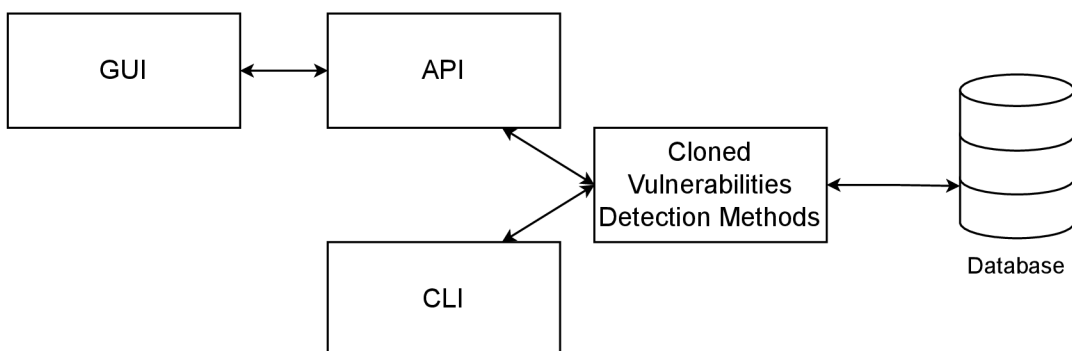 GUI
API
Cloned
Vulnerabilities
Detection Methods
Database
CLI